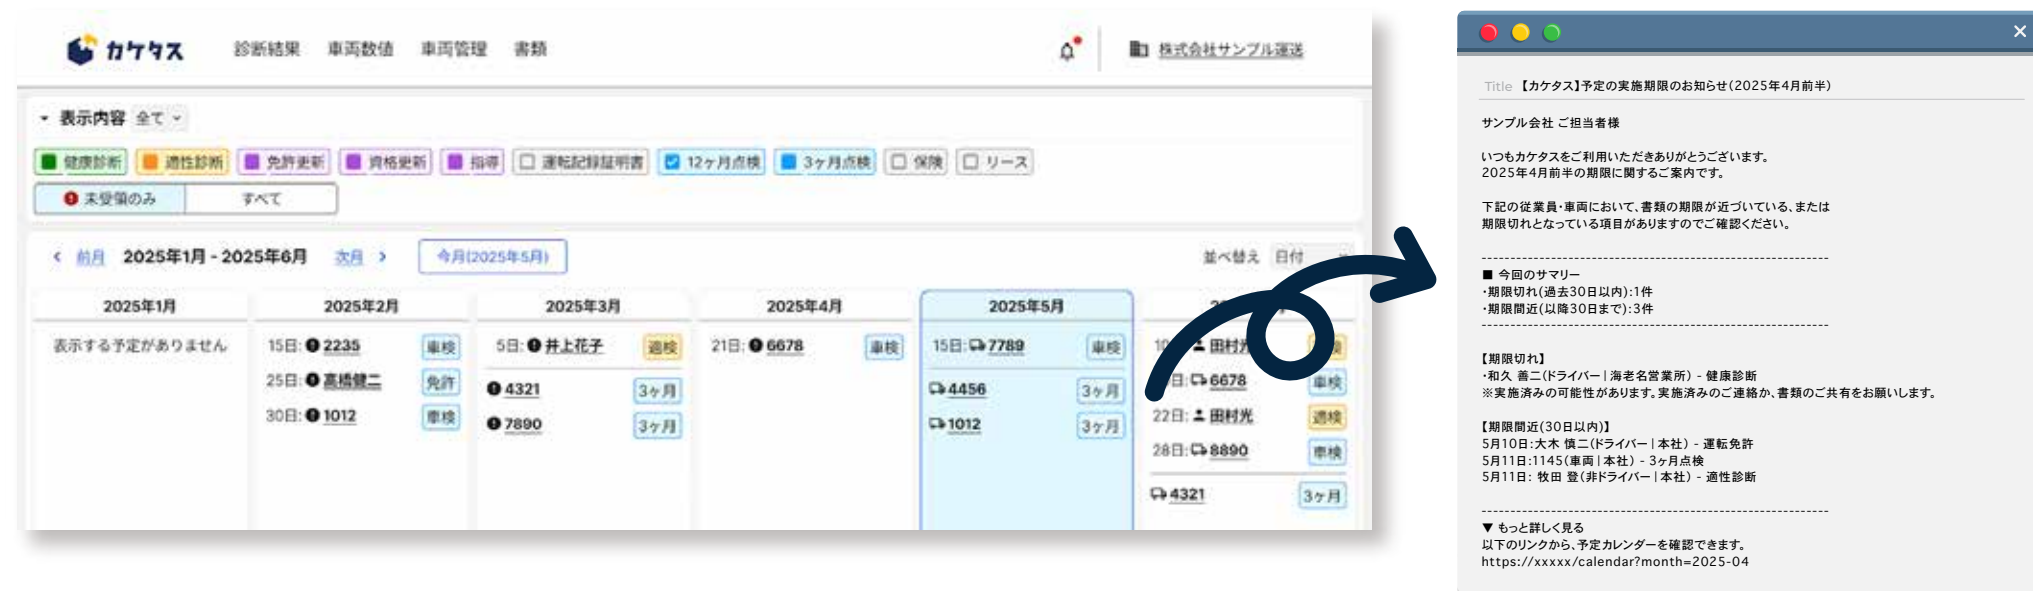 カケタス 診断結果 車両数値 車両管理 書類 株式会社サンプル運送
表示内容 全て
健康診断 適性診断 免許更新 資格更新 指導 運転記録証明書 12ヶ月点検 3ヶ月点検 保険 リース
未受領のみ すべて
前月 2025年1月 - 2025年6月 次月 今月(2025年5月) 並べ替え 日付
2025年1月
表示する予定がありません
2025年2月
15日: 2235 車検
25日: 高橋健二 免許
30日: 1012 車検
2025年3月
5日: 井上花子 適検
4321 3ヶ月
7890 3ヶ月
2025年4月
21日: 6678 車検
2025年5月
15日: 7789 車検
4456 3ヶ月
1012 3ヶ月
田村
日: 6678 車検
22日: 田村光 適検
28日: 8890 車検
4321 3ヶ月
Title 【カケタス】予定の実施期限のお知らせ(2025年4月前半)
サンプル会社 ご担当者様
いつもカケタスをご利用いただきありがとうございます。
2025年4月前半の期限に関するご案内です。
下記の従業員・車両において、書類の期限が近づいている、または
期限切れとなっている項目がありますのでご確認ください。
------------------------------------------------------------
■ 今回のサマリー
・期限切れ(過去30日以内):1件
・期限間近(以降30日まで):3件
------------------------------------------------------------
【期限切れ】
・和久 善二(ドライバー | 海老名営業所) - 健康診断
※実施済みの可能性があります。実施済みのご連絡か、書類のご共有をお願いします。
【期限間近(30日以内)】
5月10日:大木 慎二(ドライバー | 本社) - 運転免許
5月11日:1145(車両 | 本社) - 3ヶ月点検
5月11日: 牧田 登(非ドライバー | 本社) - 適性診断
------------------------------------------------------------
▼ もっと詳しく見る
以下のリンクから、予定カレンダーを確認できます。
https://xxxxx/calendar?month=2025-04